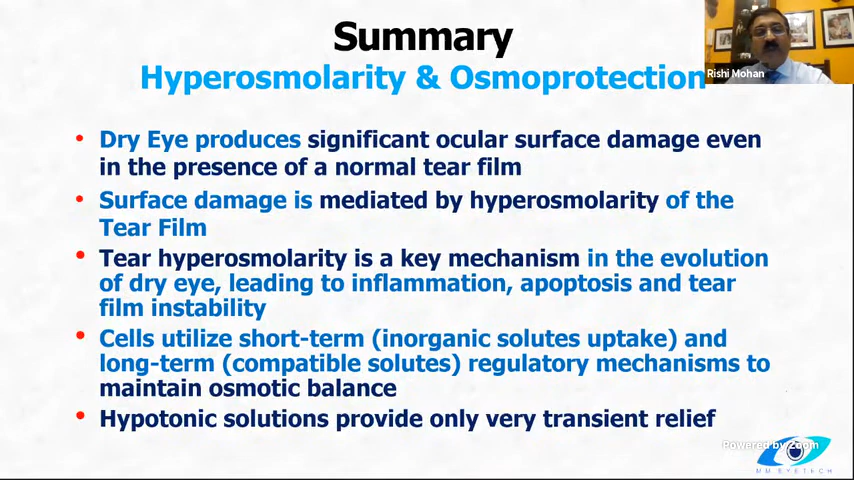 Summary
Hyperosmolarity & Osmoprotection
Rishi Mohan
• Dry Eye produces significant ocular surface damage even
in the presence of a normal tear film
• Surface damage is mediated by hyperosmolarity of the
Tear Film
• Tear hyperosmolarity is a key mechanism in the evolution
of dry eye, leading to inflammation, apoptosis and tear
film instability
• Cells utilize short-term (inorganic solutes uptake) and
long-term (compatible solutes) regulatory mechanisms to
maintain osmotic balance
• Hypotonic solutions provide only very transient relief
Powered by Zoom
MM EYETECH